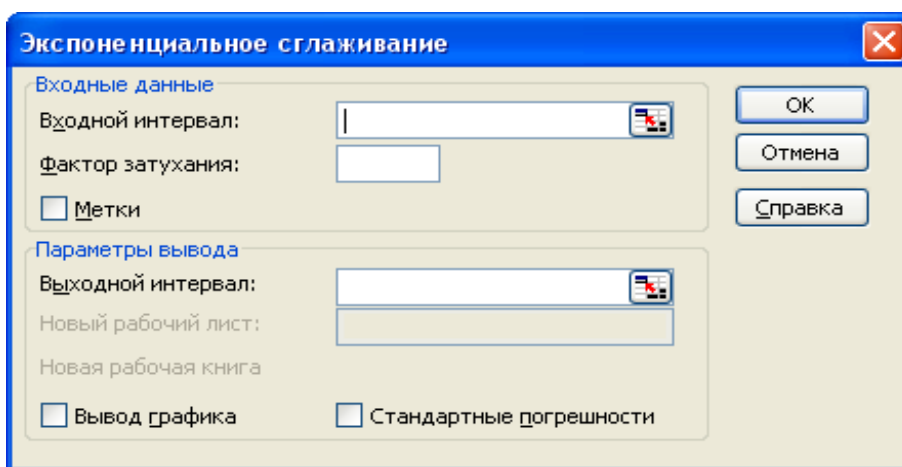 Экспоненциальное сглаживание
Входные данные
Входной интервал:
Фактор затухания:
Метки
OK
Отмена
Справка
Параметры вывода
Выходной интервал:
Новый рабочий лист:
Новая рабочая книга
Вывод графика
Стандартные погрешности